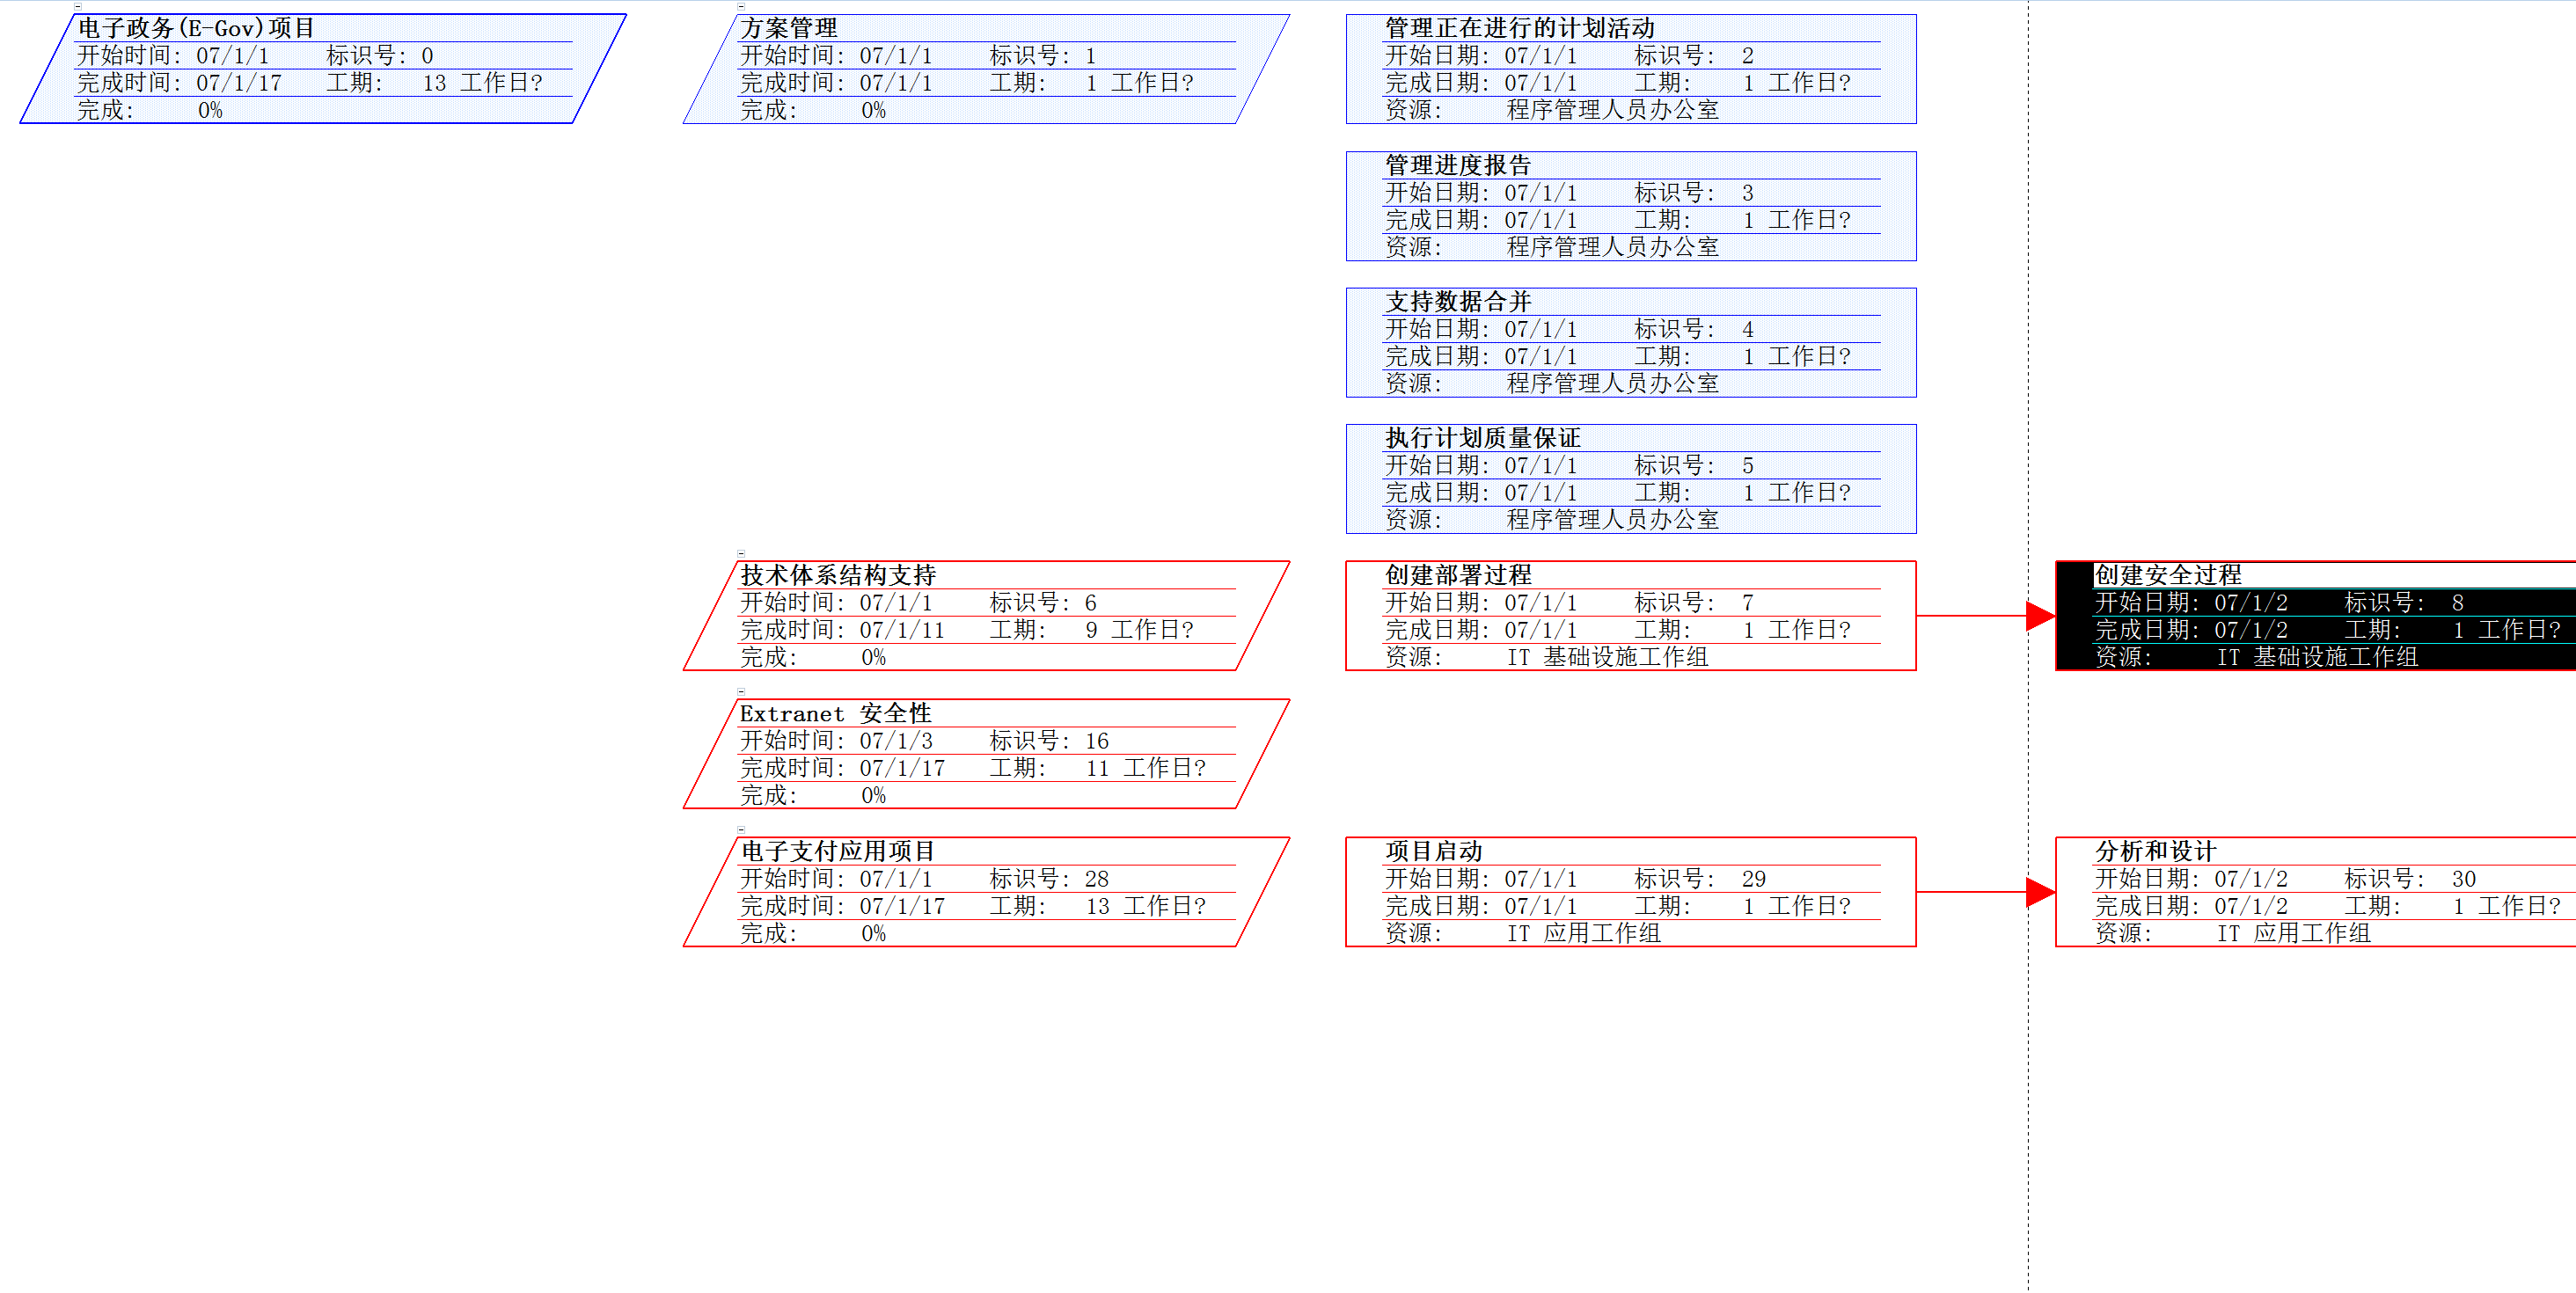 电子政务(E-Gov)项目
开始时间: 07/1/1 标识号: 0
完成时间: 07/1/17 工期: 13 工作日?
完成: 0%
方案管理
开始时间: 07/1/1 标识号: 1
完成时间: 07/1/1 工期: 1 工作日?
完成: 0%
管理正在进行的计划活动
开始日期: 07/1/1 标识号: 2
完成日期: 07/1/1 工期: 1 工作日?
资源: 程序管理人员办公室
管理进度报告
开始日期: 07/1/1 标识号: 3
完成日期: 07/1/1 工期: 1 工作日?
资源: 程序管理人员办公室
支持数据合并
开始日期: 07/1/1 标识号: 4
完成日期: 07/1/1 工期: 1 工作日?
资源: 程序管理人员办公室
执行计划质量保证
开始日期: 07/1/1 标识号: 5
完成日期: 07/1/1 工期: 1 工作日?
资源: 程序管理人员办公室
技术体系结构支持
开始时间: 07/1/1 标识号: 6
完成时间: 07/1/11 工期: 9 工作日?
完成: 0%
创建部署过程
开始日期: 07/1/1 标识号: 7
完成日期: 07/1/1 工期: 1 工作日?
资源: IT 基础设施工作组
创建安全过程
开始日期: 07/1/2 标识号: 8
完成日期: 07/1/2 工期: 1 工作日?
资源: IT 基础设施工作组
Extranet 安全性
开始时间: 07/1/3 标识号: 16
完成时间: 07/1/17 工期: 11 工作日?
完成: 0%
电子支付应用项目
开始时间: 07/1/1 标识号: 28
完成时间: 07/1/17 工期: 13 工作日?
完成: 0%
项目启动
开始日期: 07/1/1 标识号: 29
完成日期: 07/1/1 工期: 1 工作日?
资源: IT 应用工作组
分析和设计
开始日期: 07/1/2 标识号: 30
完成日期: 07/1/2 工期: 1 工作日?
资源: IT 应用工作组